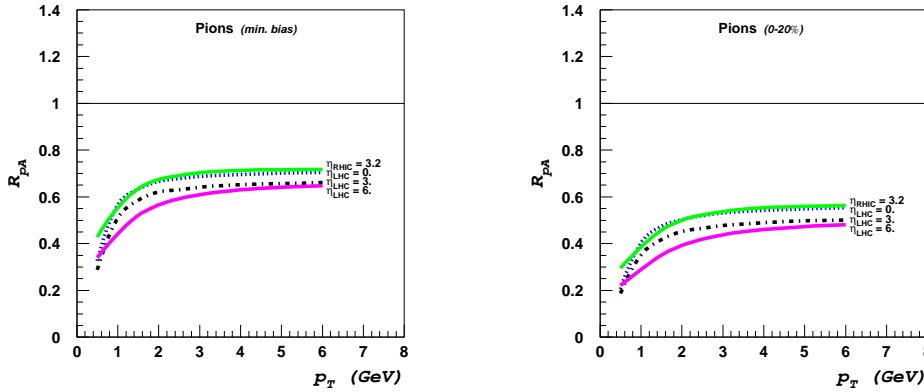 1.4
Pions (min. bias)
1.2
1
0.8
0.6
0.4
0.2
0
R_pA
η_RHIC = 3.2
η_LHC = 0.
η_LHC = 3.
η_LHC = 6.
0 1 2 3 4 5 6 7 8
p_T (GeV)
1.4
Pions (0-20%)
1.2
1
0.8
0.6
0.4
0.2
0
R_pA
η_RHIC = 3.2
η_LHC = 0.
η_LHC = 3.
η_LHC = 6.
0 1 2 3 4 5 6 7 8
p_T (GeV)